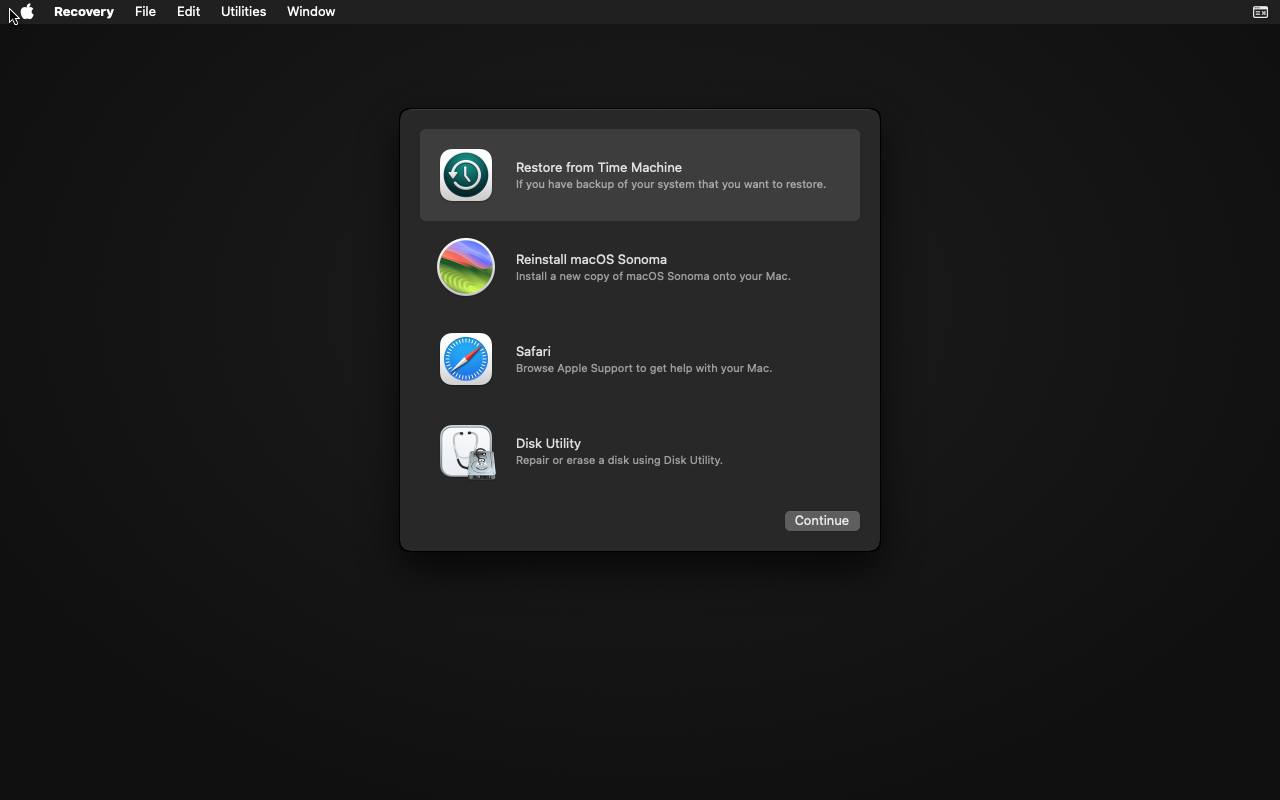 Recovery File Edit Utilities Window
Restore from Time Machine
If you have backup of your system that you want to restore.
Reinstall macOS Sonoma
Install a new copy of macOS Sonoma onto your Mac.
Safari
Browse Apple Support to get help with your Mac.
Disk Utility
Repair or erase a disk using Disk Utility.
Continue